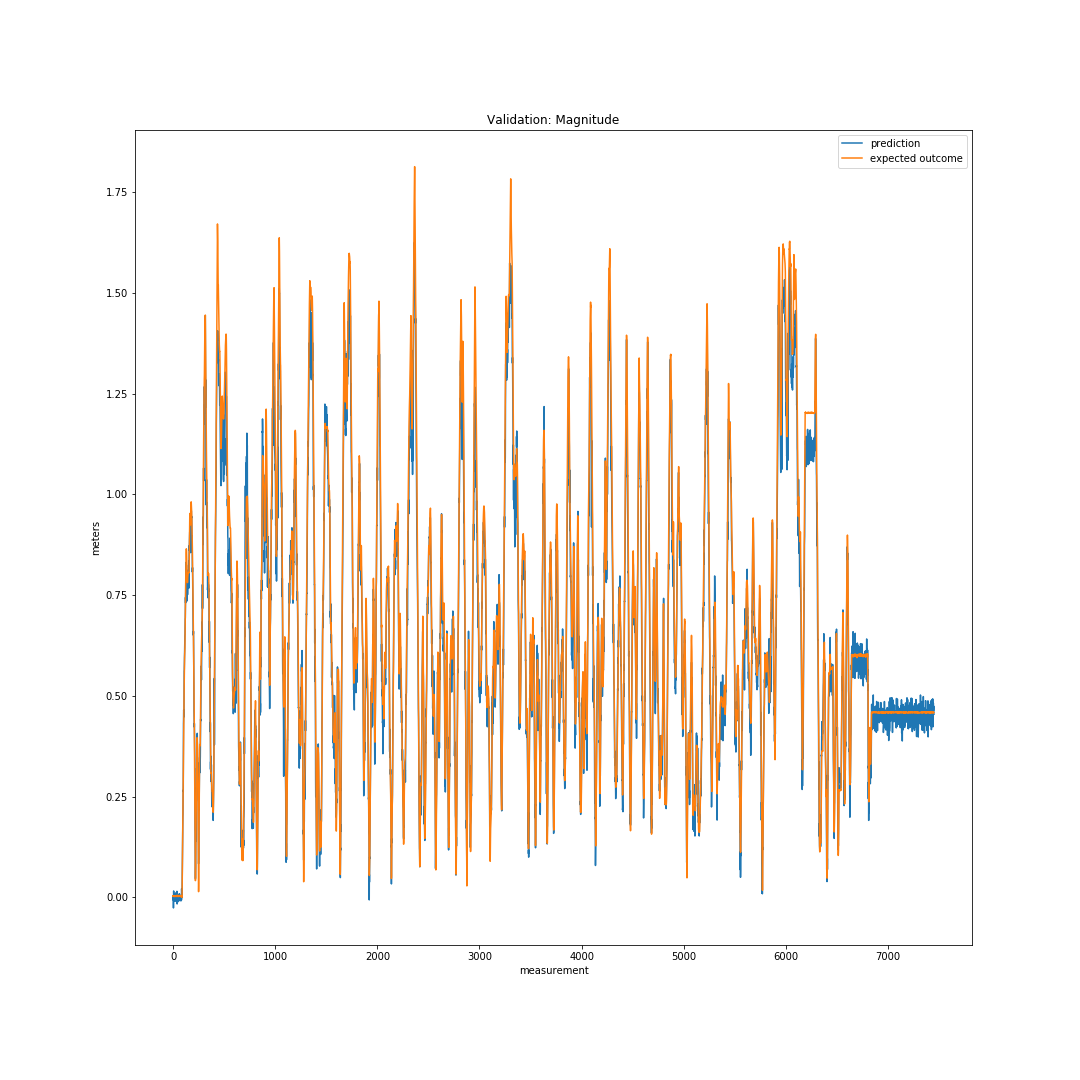 Validation: Magnitude
prediction
expected outcome
1.75
1.50
1.25
1.00
0.75
0.50
0.25
0.00
meters
0 1000 2000 3000 4000 5000 6000 7000
measurement